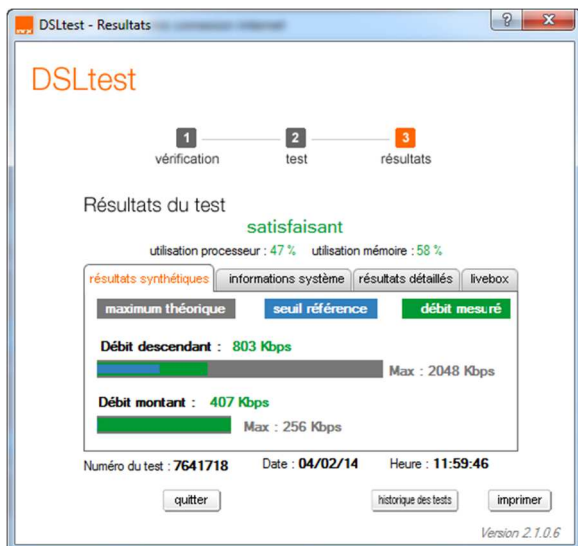 DSLtest - Resultats
DSLtest
1 2 3
vérification test résultats
Résultats du test
satisfaisant
utilisation processeur : 47 % utilisation mémoire : 58 %
résultats synthétiques informations système résultats détaillés livebox
maximum théorique seuil référence débit mesuré
Débit descendant : 803 Kbps
Max : 2048 Kbps
Débit montant : 407 Kbps
Max : 256 Kbps
Numéro du test : 7641718 Date : 04/02/14 Heure : 11:59:46
quitter historique des tests imprimer
Version 2.1.0.6